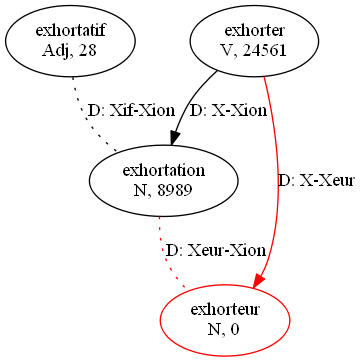 exhortatif
Adj, 28
exhorter
V, 24561
D: Xif-Xion
D: X-Xion
exhortation
N, 8989
D: X-Xeur
D: Xeur-Xion
exhorteur
N, 0